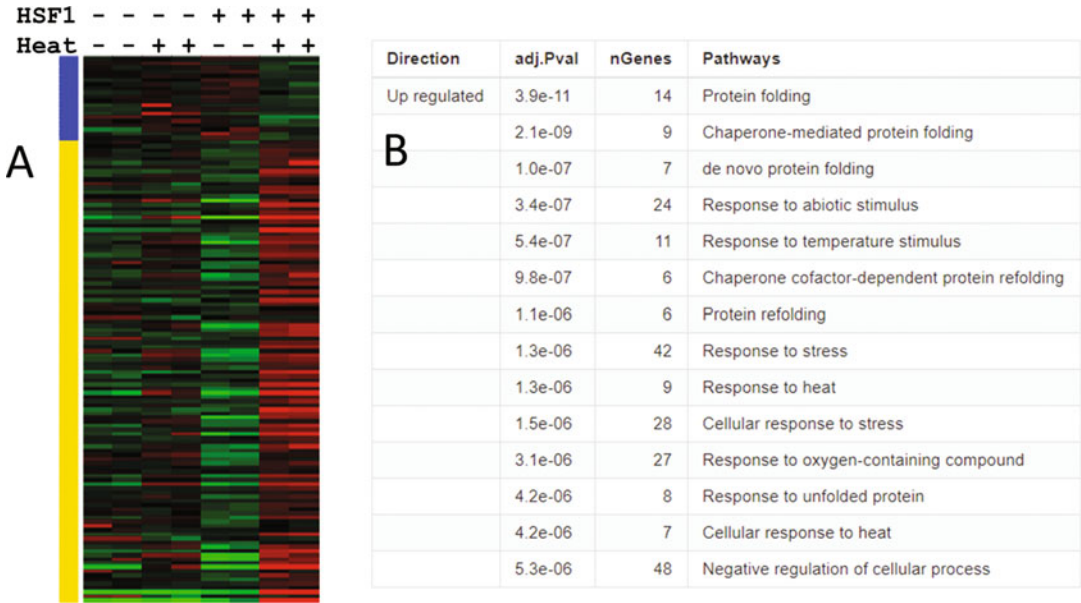 HSF1 - - - - + + + +
Heat - - + + - - + +
A
B
Direction adj.Pval nGenes Pathways
Up regulated 3.9e-11 14 Protein folding
2.1e-09 9 Chaperone-mediated protein folding
1.0e-07 7 de novo protein folding
3.4e-07 24 Response to abiotic stimulus
5.4e-07 11 Response to temperature stimulus
9.8e-07 6 Chaperone cofactor-dependent protein refolding
1.1e-06 6 Protein refolding
1.3e-06 42 Response to stress
1.3e-06 9 Response to heat
1.5e-06 28 Cellular response to stress
3.1e-06 27 Response to oxygen-containing compound
4.2e-06 8 Response to unfolded protein
4.2e-06 7 Cellular response to heat
5.3e-06 48 Negative regulation of cellular process